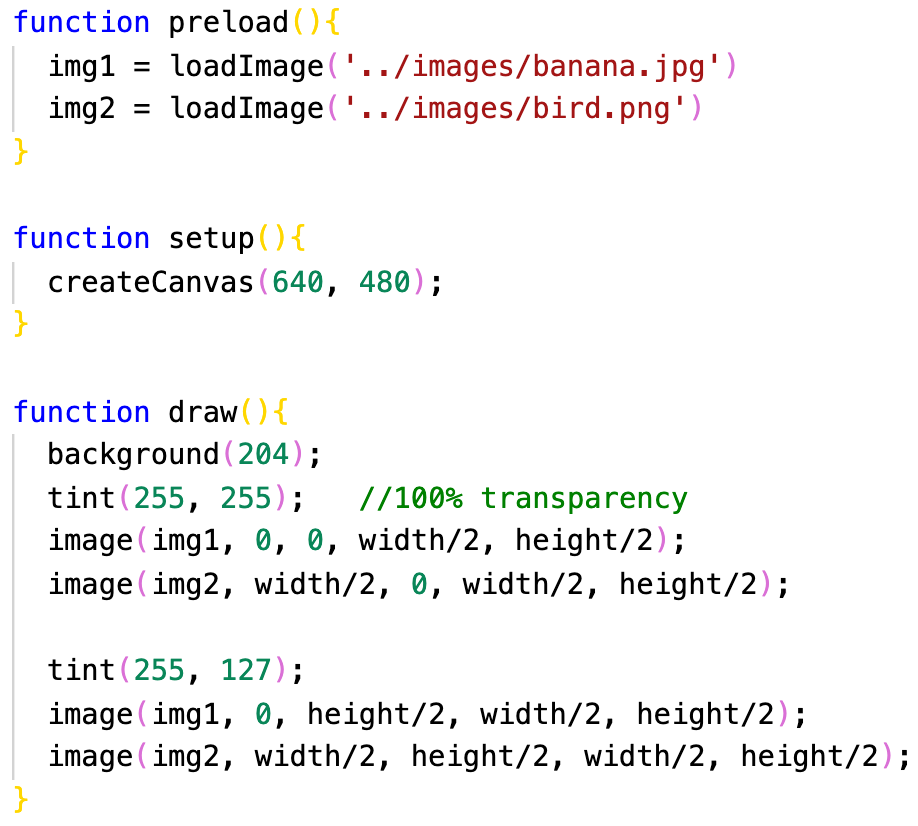 function preload(){
  img1 = loadImage('../images/banana.jpg')
  img2 = loadImage('../images/bird.png')
}

function setup(){
  createCanvas(640, 480);
}

function draw(){
  background(204);
  tint(255, 255);   //100% transparency
  image(img1, 0, 0, width/2, height/2);
  image(img2, width/2, 0, width/2, height/2);

  tint(255, 127);
  image(img1, 0, height/2, width/2, height/2);
  image(img2, width/2, height/2, width/2, height/2);
}